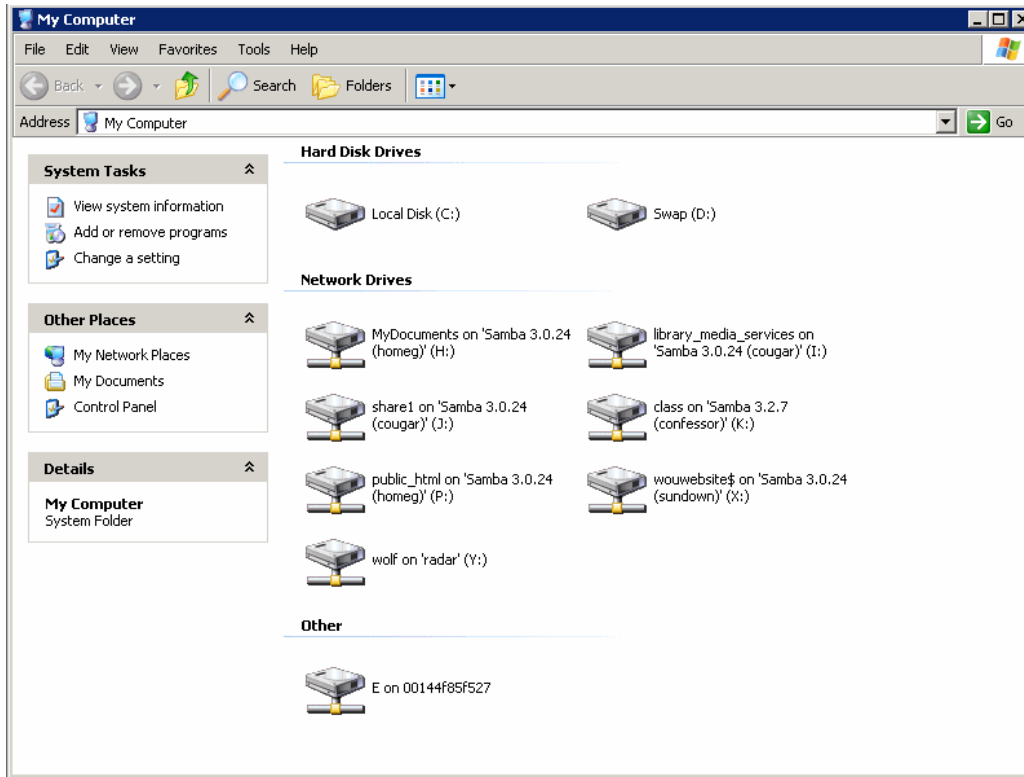 My Computer
File Edit View Favorites Tools Help
Back Search Folders
Address My Computer Go
System Tasks
View system information
Add or remove programs
Change a setting
Other Places
My Network Places
My Documents
Control Panel
Details
My Computer
System Folder
Hard Disk Drives
Local Disk (C:)
Swap (D:)
Network Drives
MyDocuments on 'Samba 3.0.24
(homeg)' (H:)
library_media_services on
'Samba 3.0.24 (cougar)' (I:)
share1 on 'Samba 3.0.24
(cougar)' (J:)
class on 'Samba 3.2.7
(confessor)' (K:)
public_html on 'Samba 3.0.24
(homeg)' (P:)
wouwebsite$ on 'Samba 3.0.24
(sundown)' (X:)
wolf on 'radar' (Y:)
Other
E on 00144f85f527